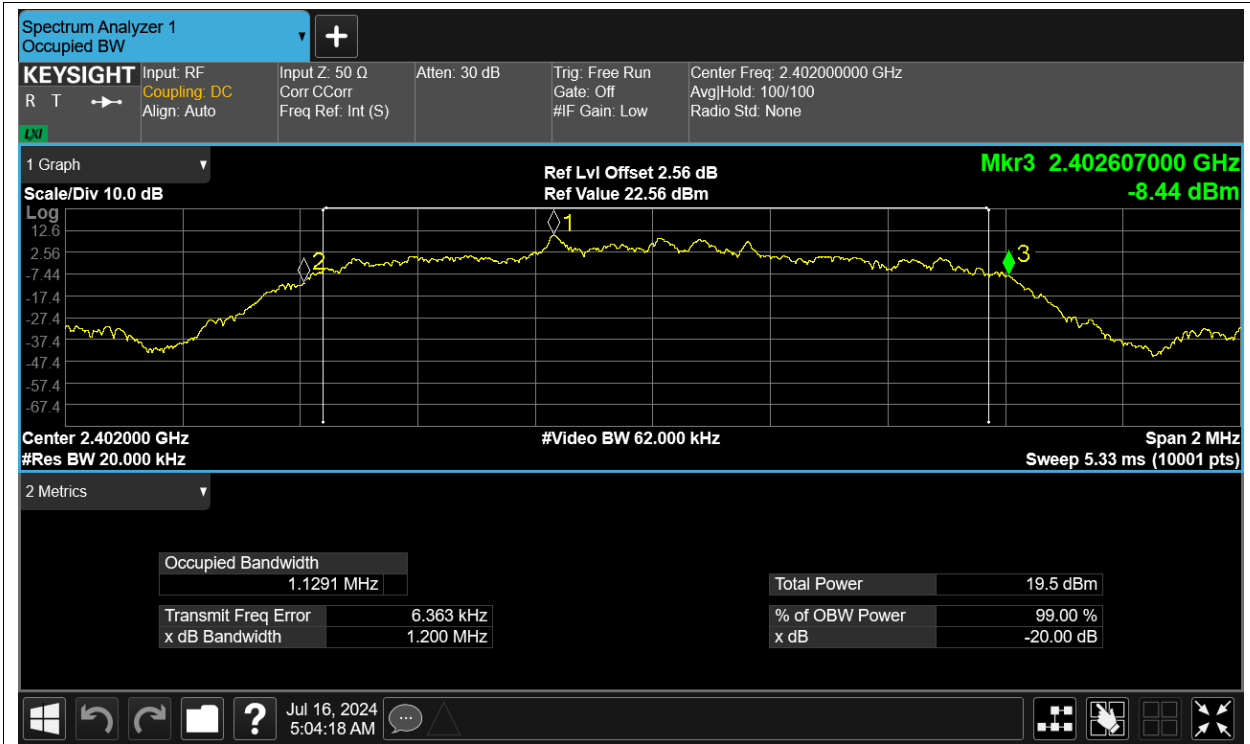 Spectrum Analyzer 1
Occupied BW
KEYSIGHT
R T
LXI
Input: RF
Coupling: DC
Align: Auto
Input Z: 50 Ω
Corr CCorr
Freq Ref: Int (S)
Atten: 30 dB
Trig: Free Run
Gate: Off
#IF Gain: Low
Center Freq: 2.402000000 GHz
Avg|Hold: 100/100
Radio Std: None
1 Graph
Scale/Div 10.0 dB
Ref Lvl Offset 2.56 dB
Ref Value 22.56 dBm
Mkr3 2.402607000 GHz
-8.44 dBm
Log
12.6
2.56
-7.44
-17.4
-27.4
-37.4
-47.4
-57.4
-67.4
1
2
3
Center 2.402000 GHz
#Res BW 20.000 kHz
#Video BW 62.000 kHz
Span 2 MHz
Sweep 5.33 ms (10001 pts)
2 Metrics
Occupied Bandwidth
1.1291 MHz
Transmit Freq Error 6.363 kHz
x dB Bandwidth 1.200 MHz
Total Power 19.5 dBm
% of OBW Power 99.00 %
x dB -20.00 dB
?
Jul 16, 2024
5:04:18 AM